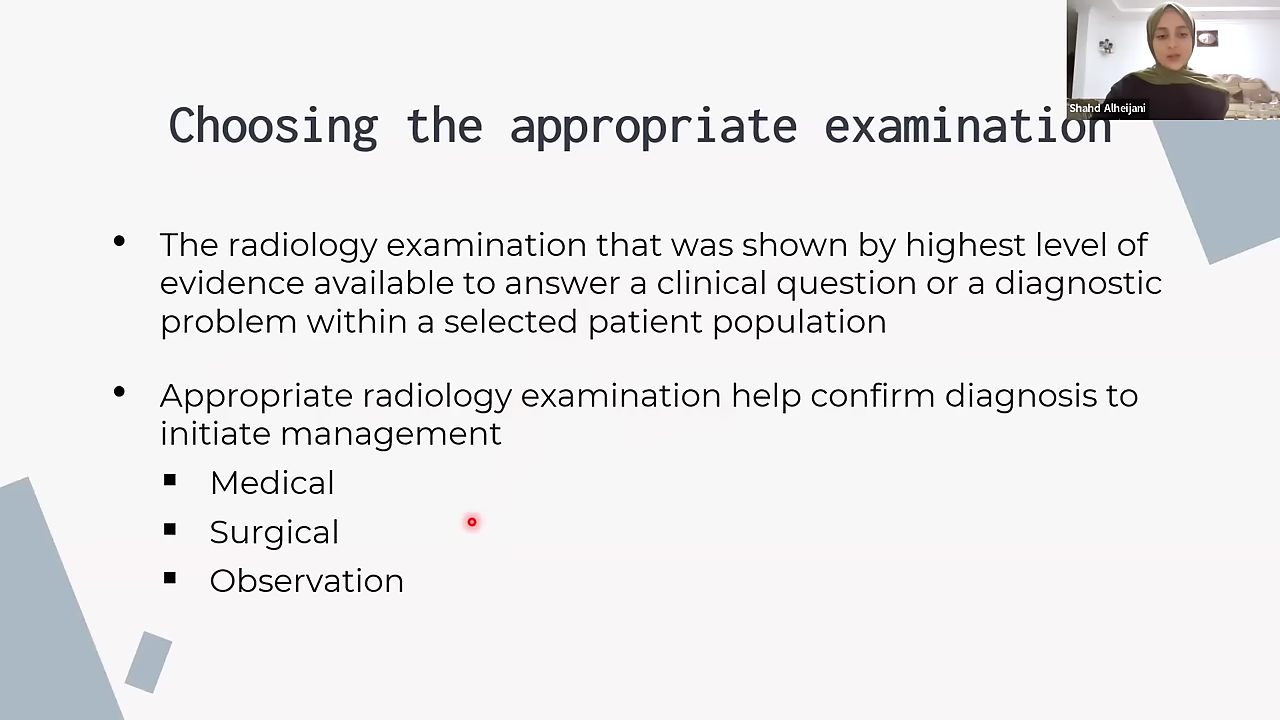 Choosing the appropriate examination
Shahd Alheijani
• The radiology examination that was shown by highest level of
evidence available to answer a clinical question or a diagnostic
problem within a selected patient population
• Appropriate radiology examination help confirm diagnosis to
initiate management
▪ Medical
▪ Surgical
▪ Observation